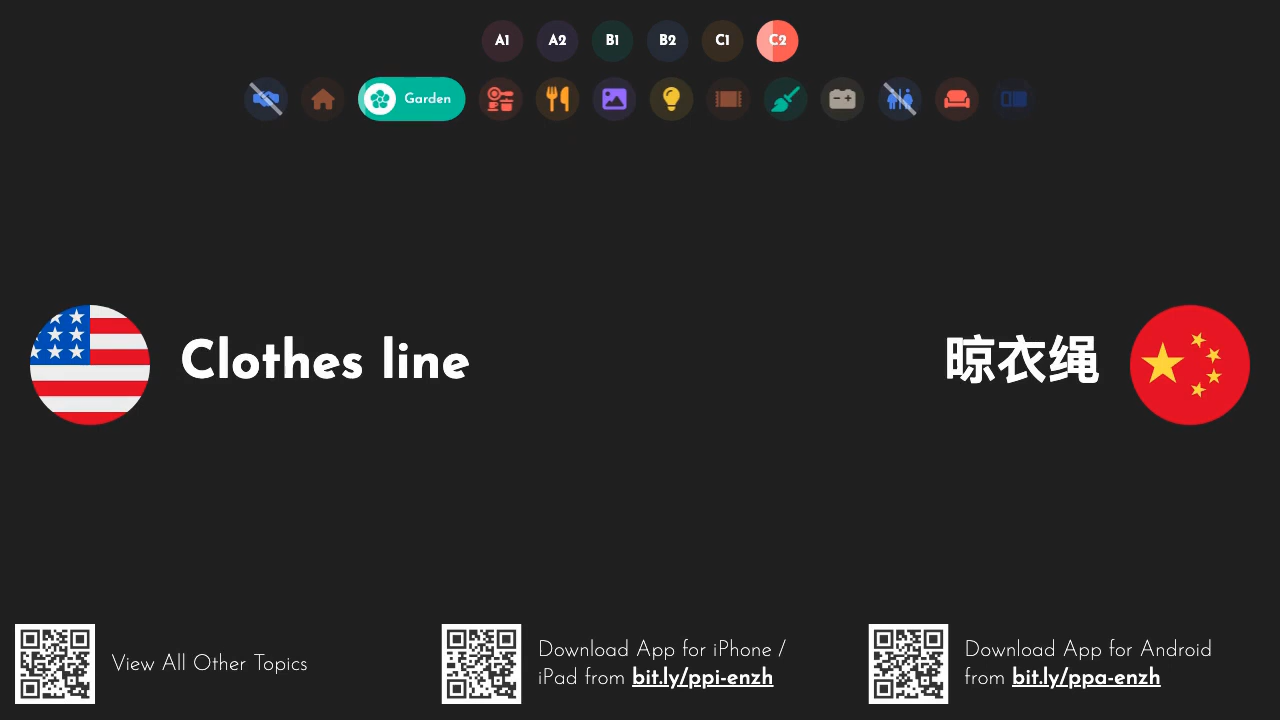 A1 A2 B1 B2 C1 C2
Garden
Clothes line
晾衣绳
View All Other Topics
Download App for iPhone /
iPad from bit.ly/ppi-enzh
Download App for Android
from bit.ly/ppa-enzh